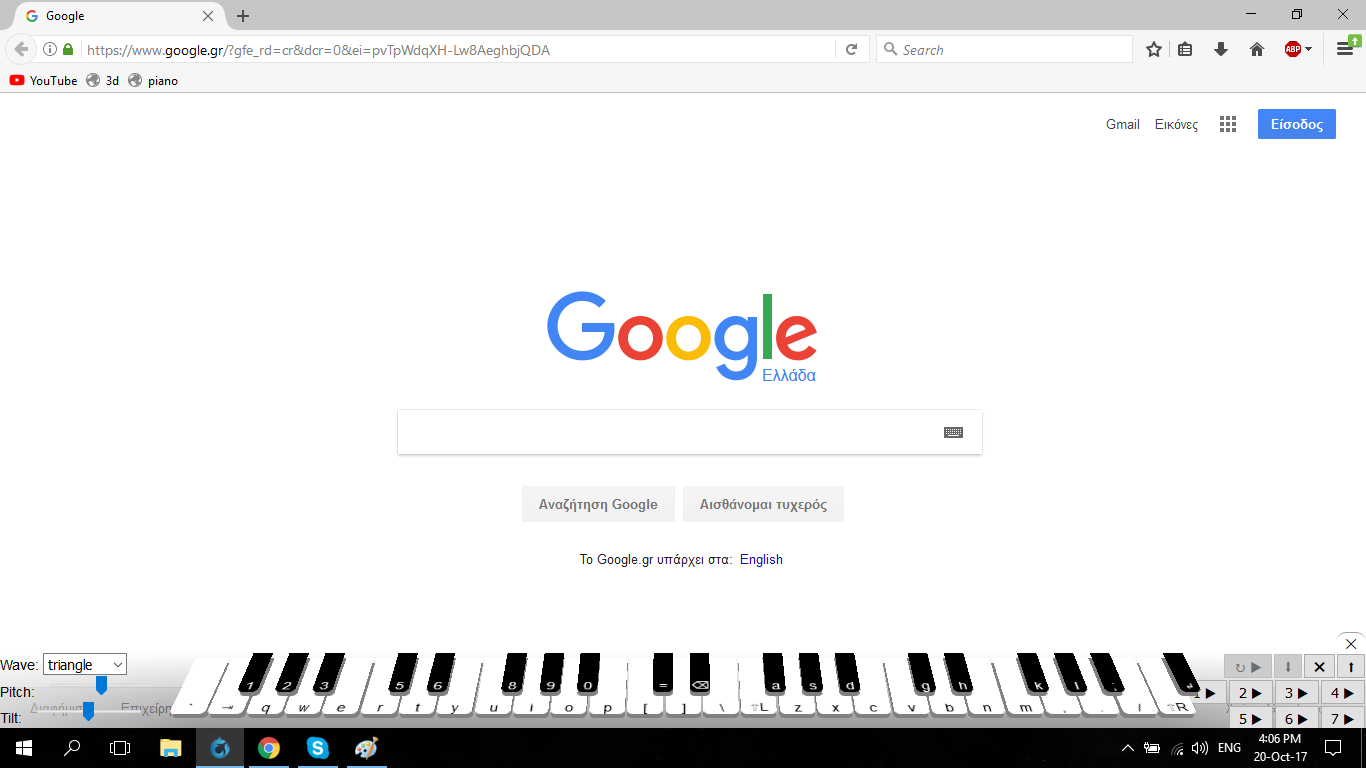 Google
https://www.google.gr/?gfe_rd=cr&dcr=0&ei=pvTpWdqXH-Lw8AeghbjQDA
Search
ABP
YouTube 3d piano
Gmail Εικόνες Είσοδος
Google
Ελλάδα
Αναζήτηση Google Αισθάνομαι τυχερός
Το Google.gr υπάρχει στα: English
Wave: triangle
Pitch:
Tilt:
1 2 3 5 6 8 9 0 = ⌫ a s d g h k l ; ↵
` ⇥ q w e r t y u i o p [ ] \ ⇧L z x c v b n m , . / ⇧R
↻ ▶ ⬇ ✕ ⬆
1 ▶ 2 ▶ 3 ▶ 4 ▶
5 ▶ 6 ▶ 7 ▶
ENG
4:06 PM
20-Oct-17